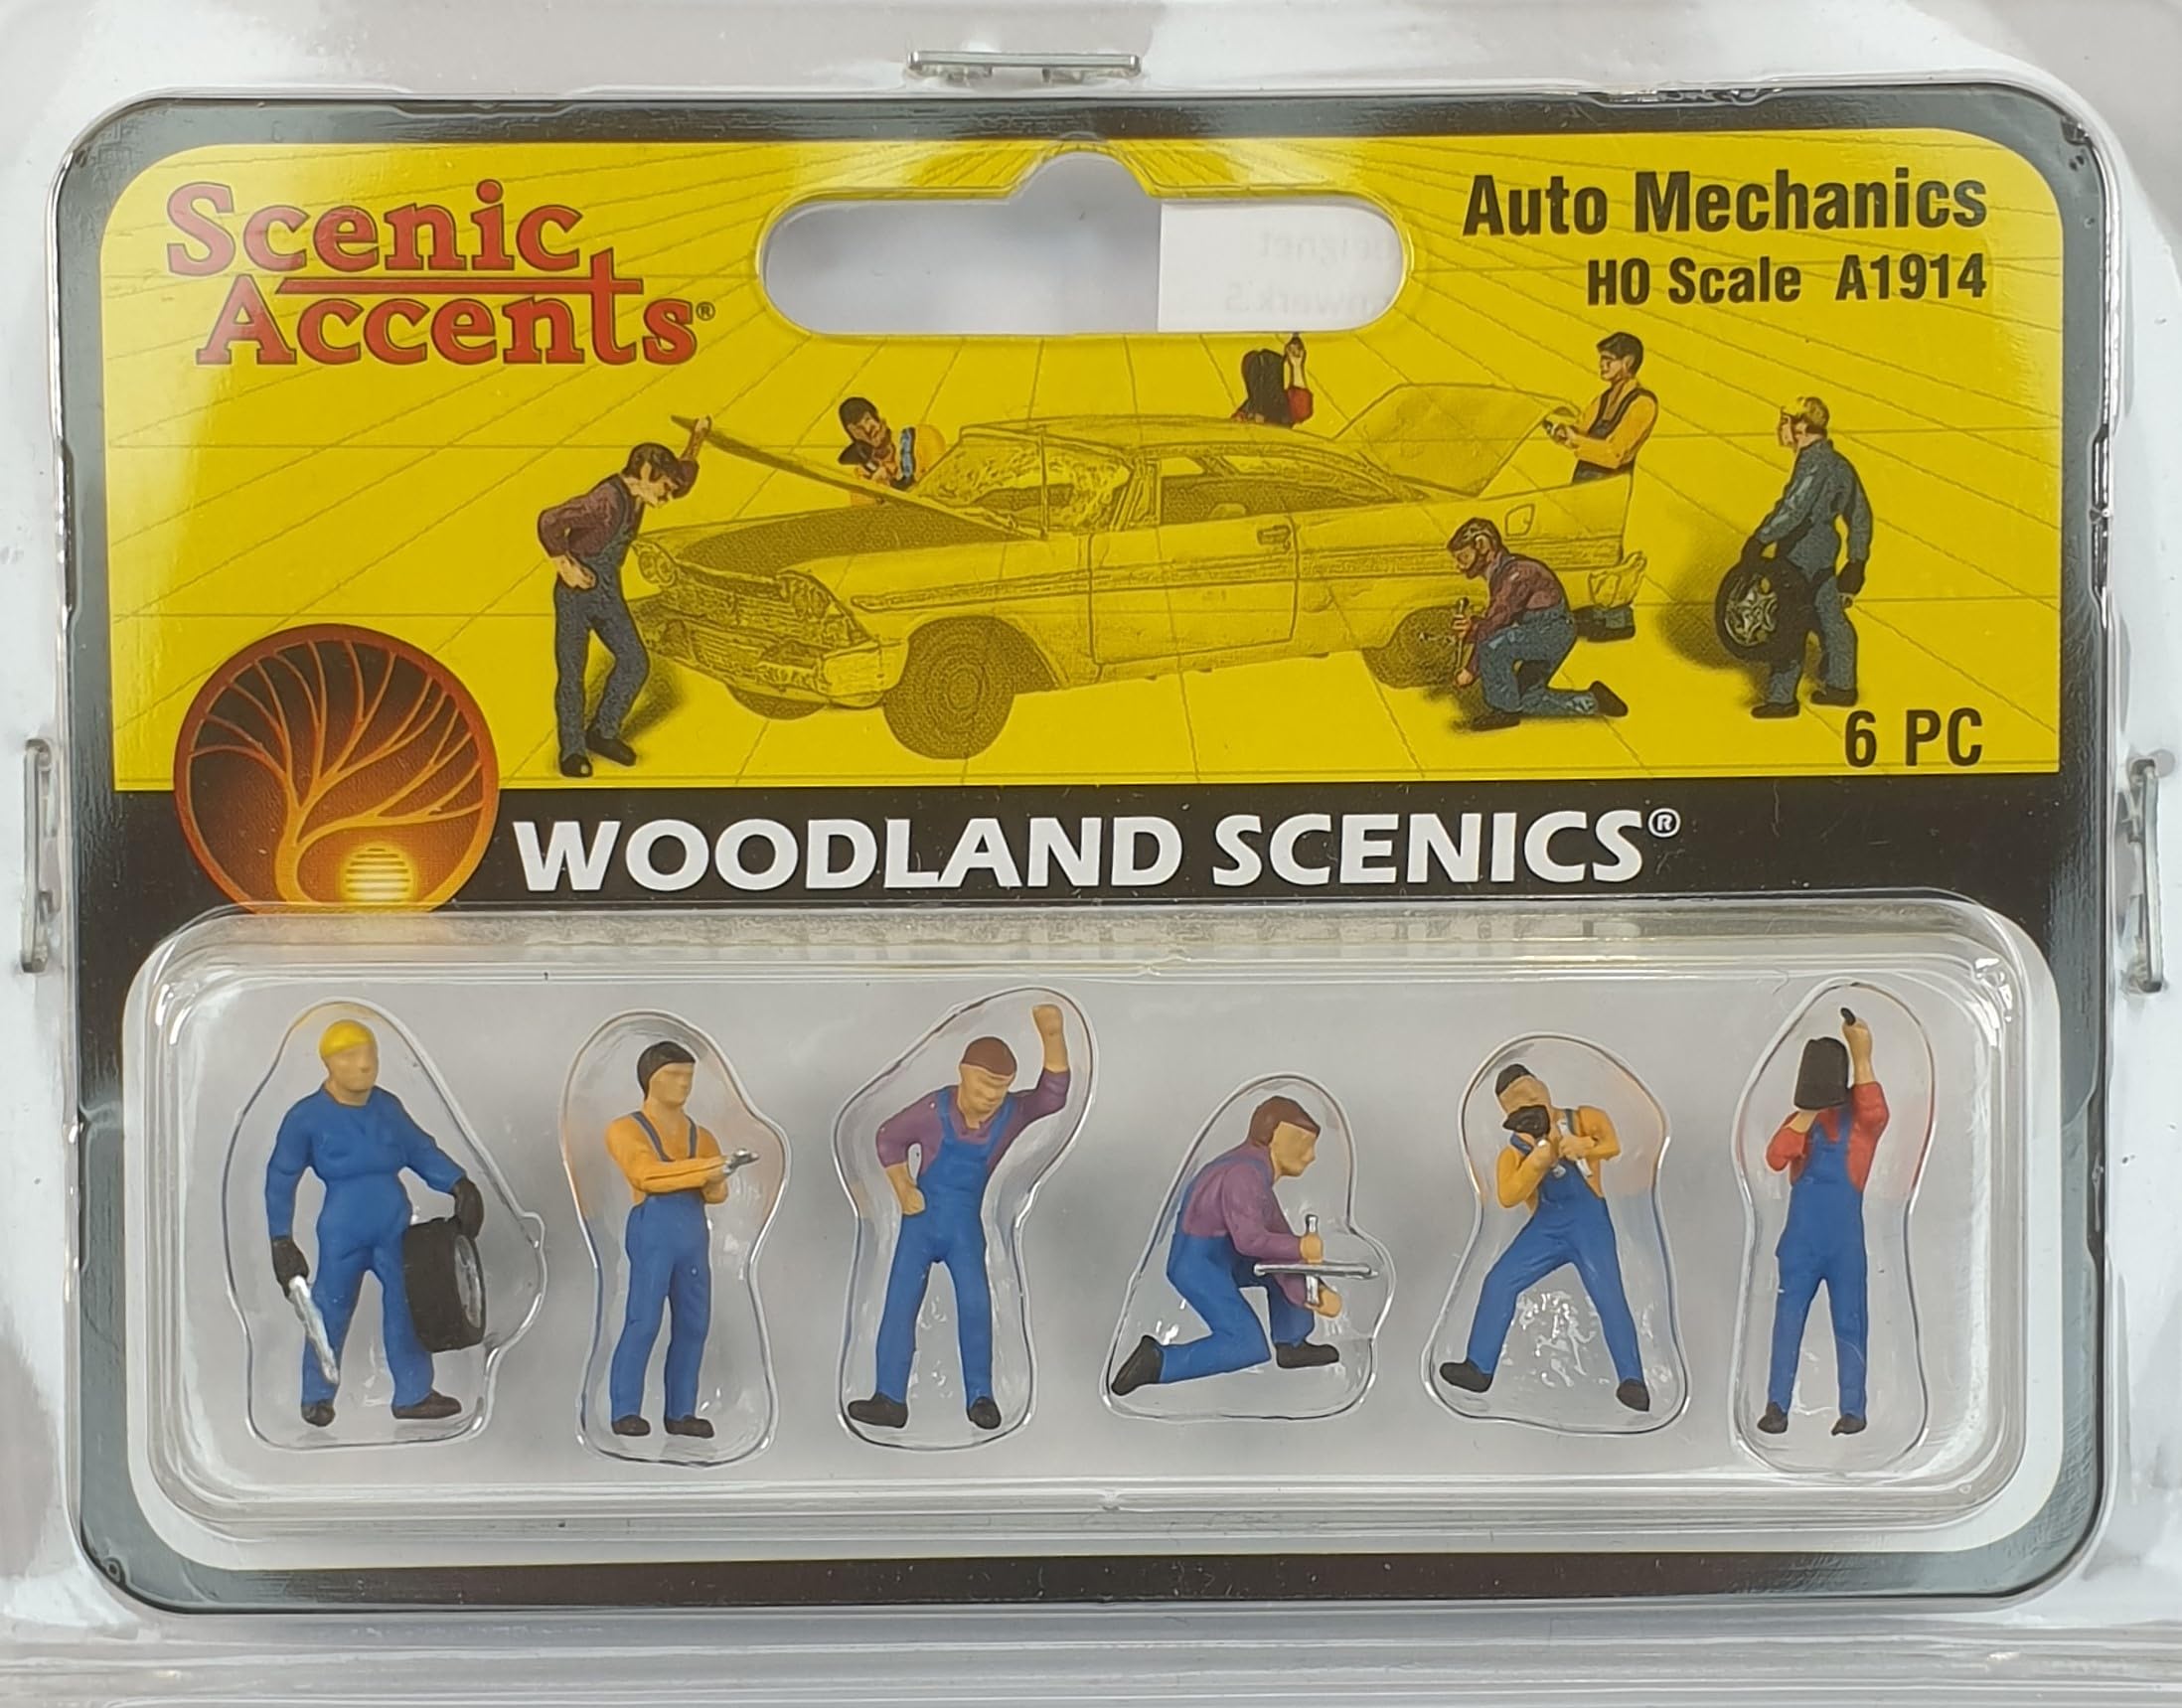 Scenic
Accents®
Auto Mechanics
HO Scale A1914
6 PC
WOODLAND SCENICS®